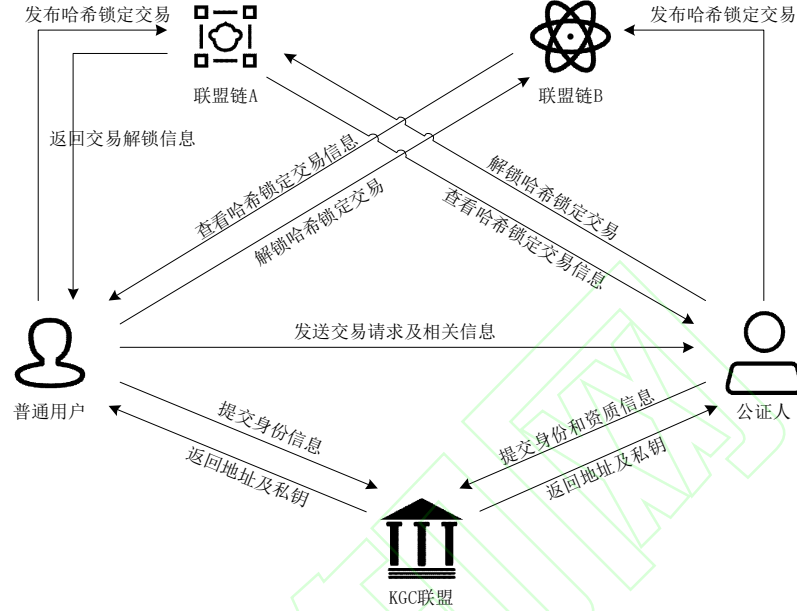 发布哈希锁定交易
发布哈希锁定交易
联盟链A
联盟链B
返回交易解锁信息
查看哈希锁定交易信息
解锁哈希锁定交易
解锁哈希锁定交易
查看哈希锁定交易信息
发送交易请求及相关信息
普通用户
公证人
提交身份信息
返回地址及私钥
提交身份和资质信息
返回地址及私钥
KGC联盟